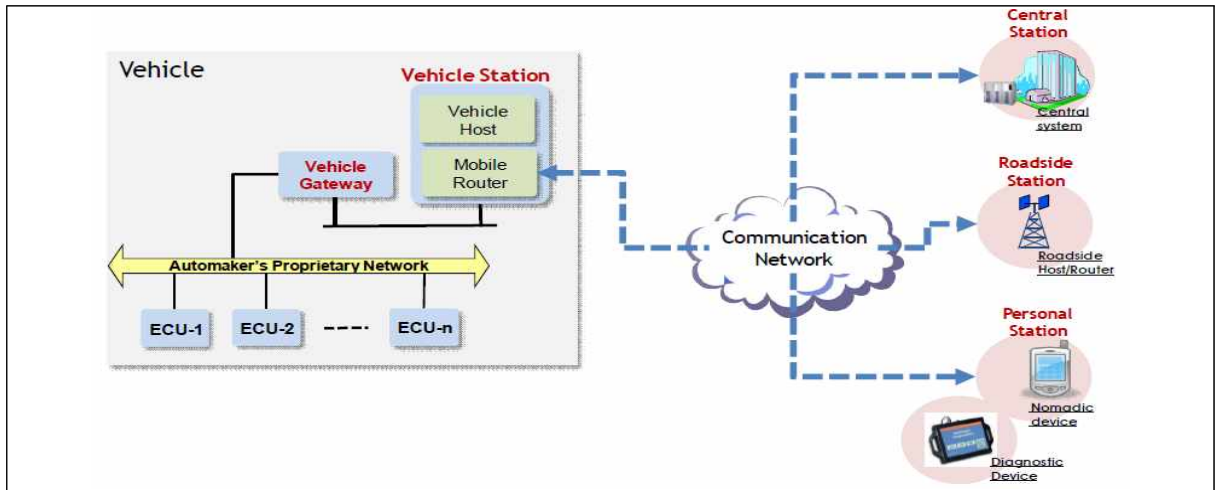 Vehicle
Vehicle Station
Vehicle
Host
Mobile
Router
Vehicle
Gateway
Automaker's Proprietary Network
ECU-1
ECU-2
ECU-n
Communication
Network
Central
Station
Central
system
Roadside
Station
Roadside
Host/Router
Personal
Station
Nomadic
device
Diagnostic
Device